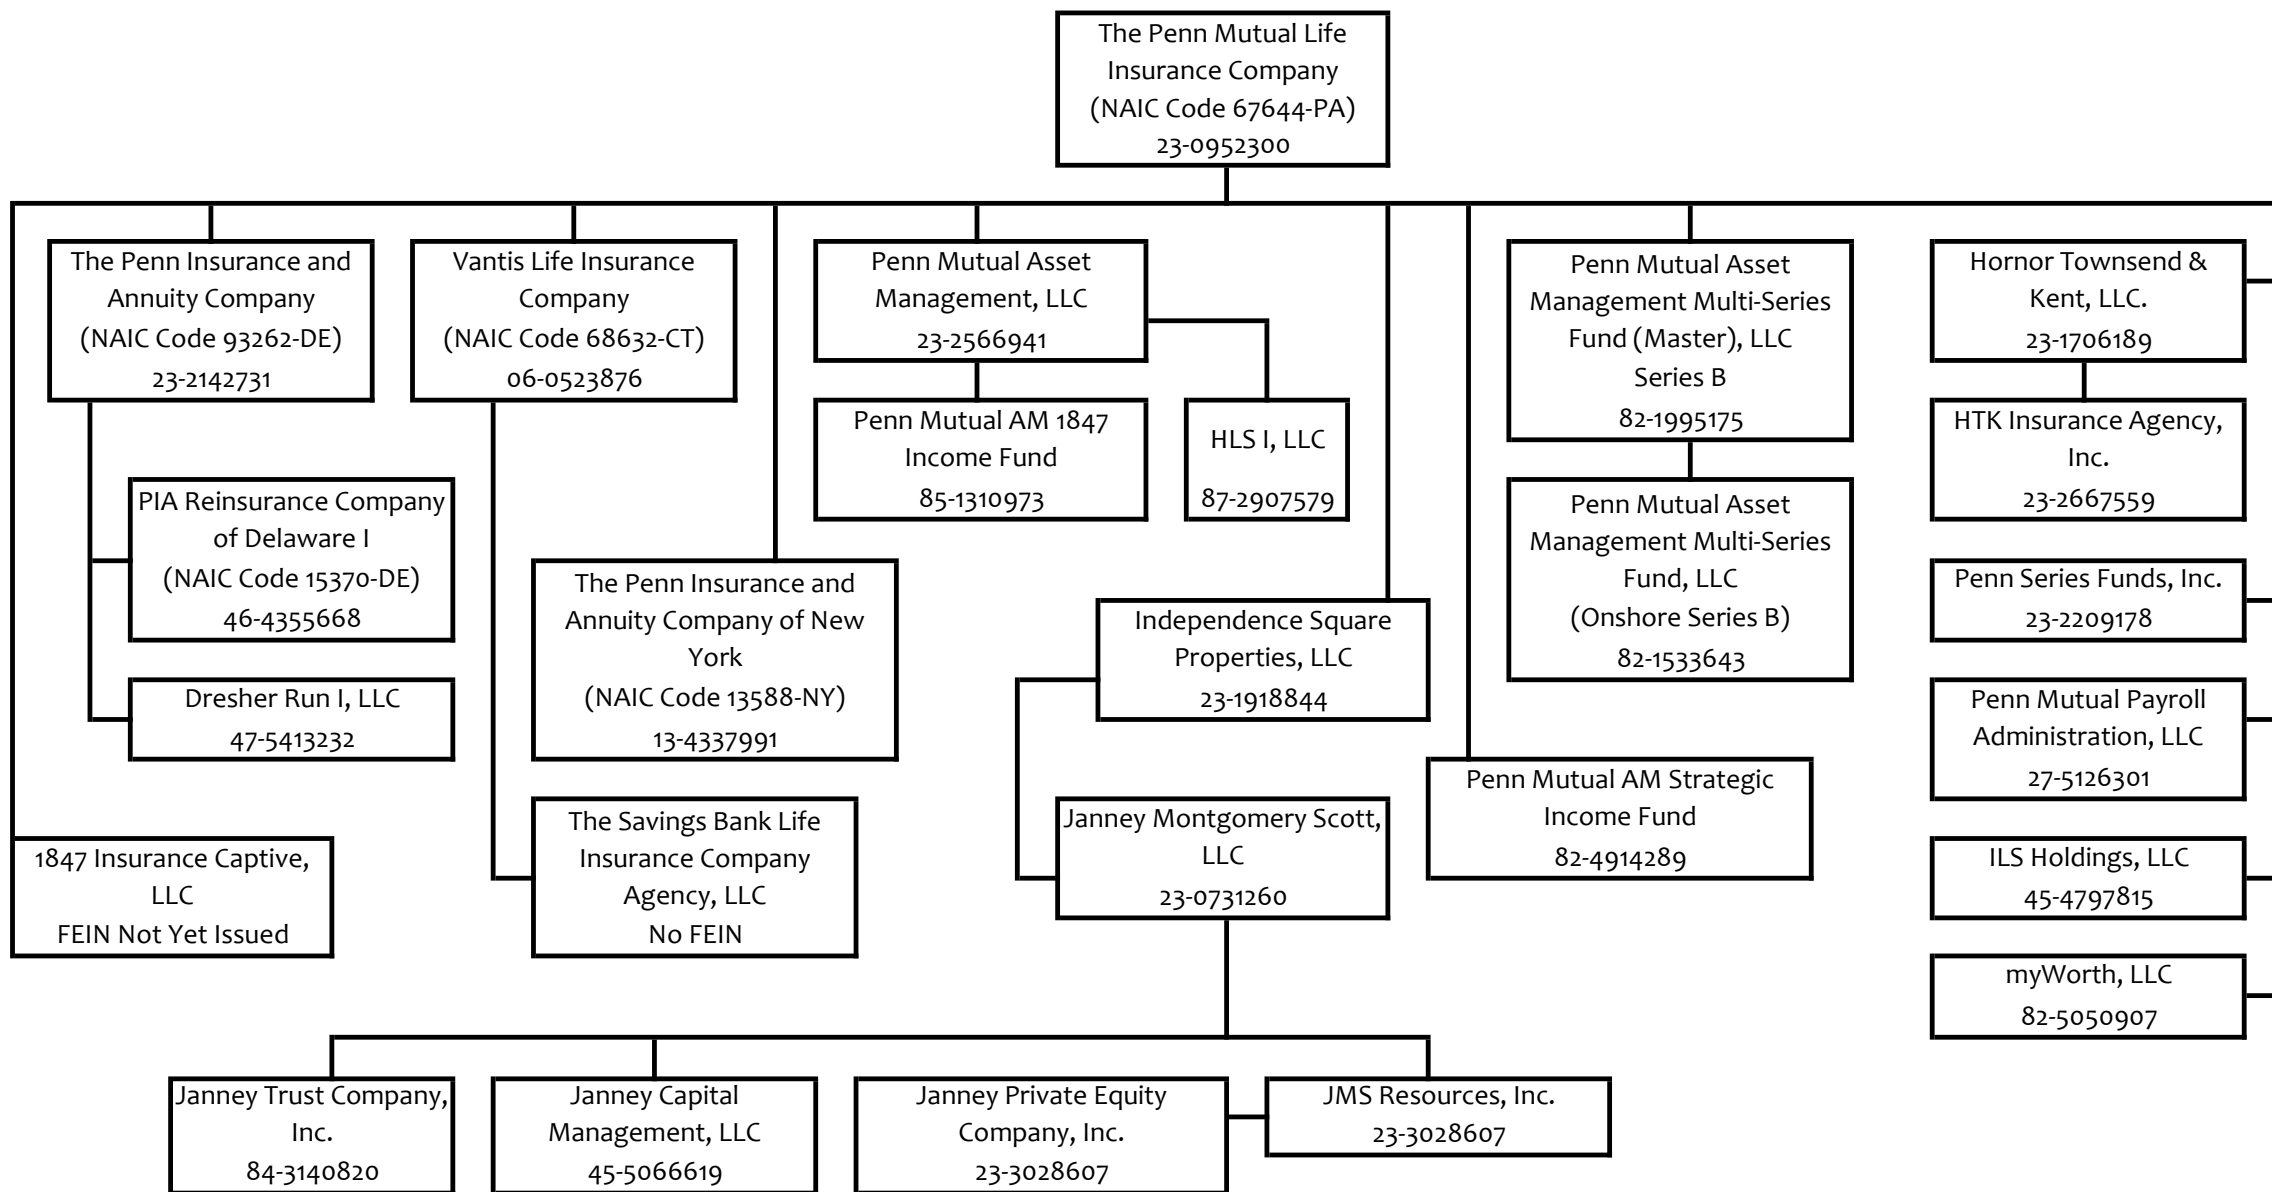 The Penn Mutual Life
Insurance Company
(NAIC Code 67644-PA)
23-0952300
The Penn Insurance and
Annuity Company
(NAIC Code 93262-DE)
23-2142731
Vantis Life Insurance
Company
(NAIC Code 68632-CT)
06-0523876
Penn Mutual Asset
Management, LLC
23-2566941
Penn Mutual Asset
Management Multi-Series
Fund (Master), LLC
Series B
82-1995175
Hornor Townsend &
Kent, LLC.
23-1706189
Penn Mutual AM 1847
Income Fund
85-1310973
HLS I, LLC
87-2907579
HTK Insurance Agency,
Inc.
23-2667559
PIA Reinsurance Company
of Delaware I
(NAIC Code 15370-DE)
46-4355668
Penn Mutual Asset
Management Multi-Series
Fund, LLC
(Onshore Series B)
82-1533643
The Penn Insurance and
Annuity Company of New
York
(NAIC Code 13588-NY)
13-4337991
Penn Series Funds, Inc.
23-2209178
Independence Square
Properties, LLC
23-1918844
Dresher Run I, LLC
47-5413232
Penn Mutual Payroll
Administration, LLC
27-5126301
Penn Mutual AM Strategic
Income Fund
82-4914289
The Savings Bank Life
Insurance Company
Agency, LLC
No FEIN
Janney Montgomery Scott,
LLC
23-0731260
1847 Insurance Captive,
LLC
FEIN Not Yet Issued
ILS Holdings, LLC
45-4797815
myWorth, LLC
82-5050907
Janney Trust Company,
Inc.
84-3140820
Janney Capital
Management, LLC
45-5066619
Janney Private Equity
Company, Inc.
23-3028607
JMS Resources, Inc.
23-3028607